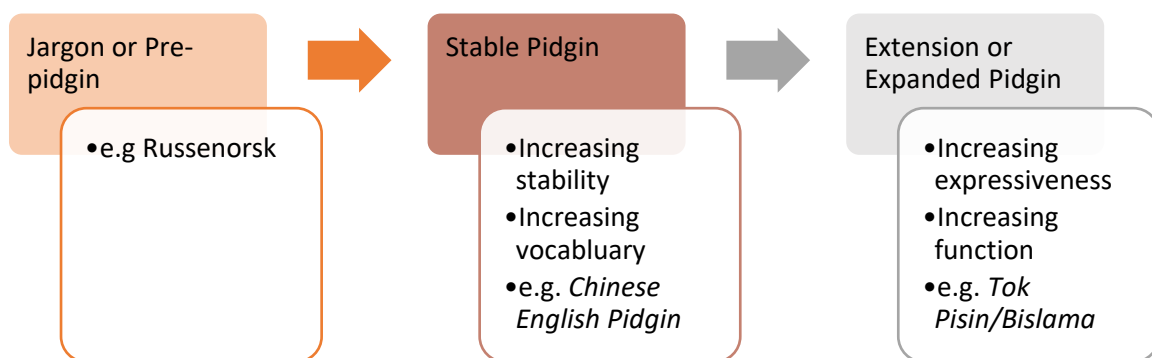 Jargon or Pre-
pidgin
•e.g Russenorsk
Stable Pidgin
•Increasing
stability
•Increasing
vocabluary
•e.g. Chinese
English Pidgin
Extension or
Expanded Pidgin
•Increasing
expressiveness
•Increasing
function
•e.g. Tok
Pisin/Bislama